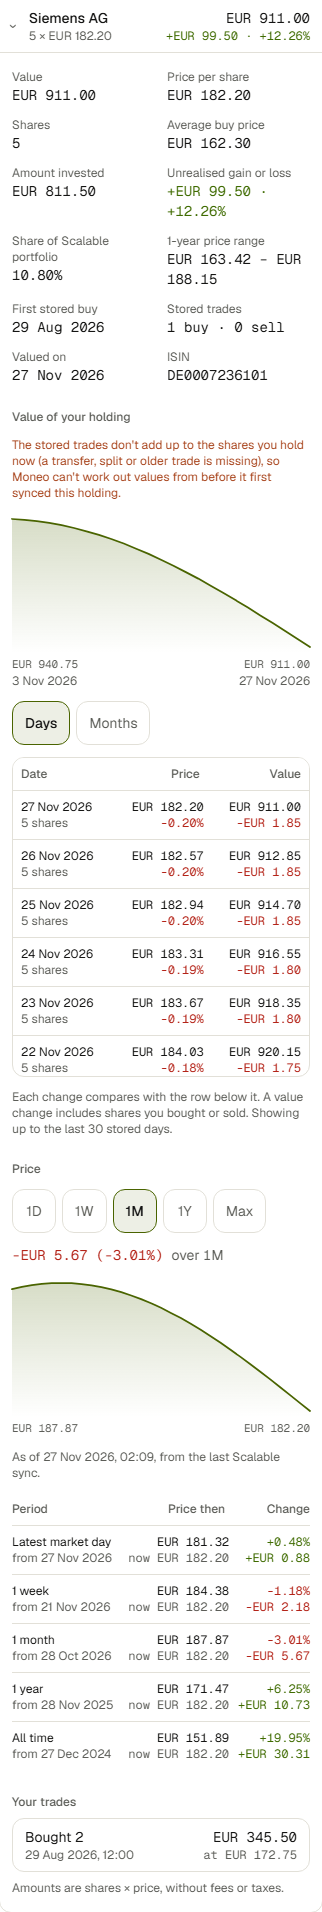 Siemens AG EUR 911.00
5 × EUR 182.20 +EUR 99.50 · +12.26%
Value Price per share
EUR 911.00 EUR 182.20
Shares Average buy price
5 EUR 162.30
Amount invested Unrealised gain or loss
EUR 811.50 +EUR 99.50 ·
+12.26%
Share of Scalable 1-year price range
portfolio EUR 163.42 – EUR
10.80% 188.15
First stored buy Stored trades
29 Aug 2026 1 buy · 0 sell
Valued on ISIN
27 Nov 2026 DE0007236101
Value of your holding
The stored trades don't add up to the shares you hold
now (a transfer, split or older trade is missing), so
Moneo can't work out values from before it first
synced this holding.
EUR 940.75 EUR 911.00
3 Nov 2026 27 Nov 2026
Days Months
Date Price Value
27 Nov 2026 EUR 182.20 EUR 911.00
5 shares -0.20% -EUR 1.85
26 Nov 2026 EUR 182.57 EUR 912.85
5 shares -0.20% -EUR 1.85
25 Nov 2026 EUR 182.94 EUR 914.70
5 shares -0.20% -EUR 1.85
24 Nov 2026 EUR 183.31 EUR 916.55
5 shares -0.19% -EUR 1.80
23 Nov 2026 EUR 183.67 EUR 918.35
5 shares -0.19% -EUR 1.80
22 Nov 2026 EUR 184.03 EUR 920.15
5 shares -0.18% -EUR 1.75
Each change compares with the row below it. A value
change includes shares you bought or sold. Showing
up to the last 30 stored days.
Price
1D 1W 1M 1Y Max
-EUR 5.67 (-3.01%) over 1M
EUR 187.87 EUR 182.20
As of 27 Nov 2026, 02:09, from the last Scalable
sync.
Period Price then Change
Latest market day EUR 181.32 +0.48%
from 27 Nov 2026 now EUR 182.20 +EUR 0.88
1 week EUR 184.38 -1.18%
from 21 Nov 2026 now EUR 182.20 -EUR 2.18
1 month EUR 187.87 -3.01%
from 28 Oct 2026 now EUR 182.20 -EUR 5.67
1 year EUR 171.47 +6.25%
from 28 Nov 2025 now EUR 182.20 +EUR 10.73
All time EUR 151.89 +19.95%
from 27 Dec 2024 now EUR 182.20 +EUR 30.31
Your trades
Bought 2 EUR 345.50
29 Aug 2026, 12:00 at EUR 172.75
Amounts are shares × price, without fees or taxes.